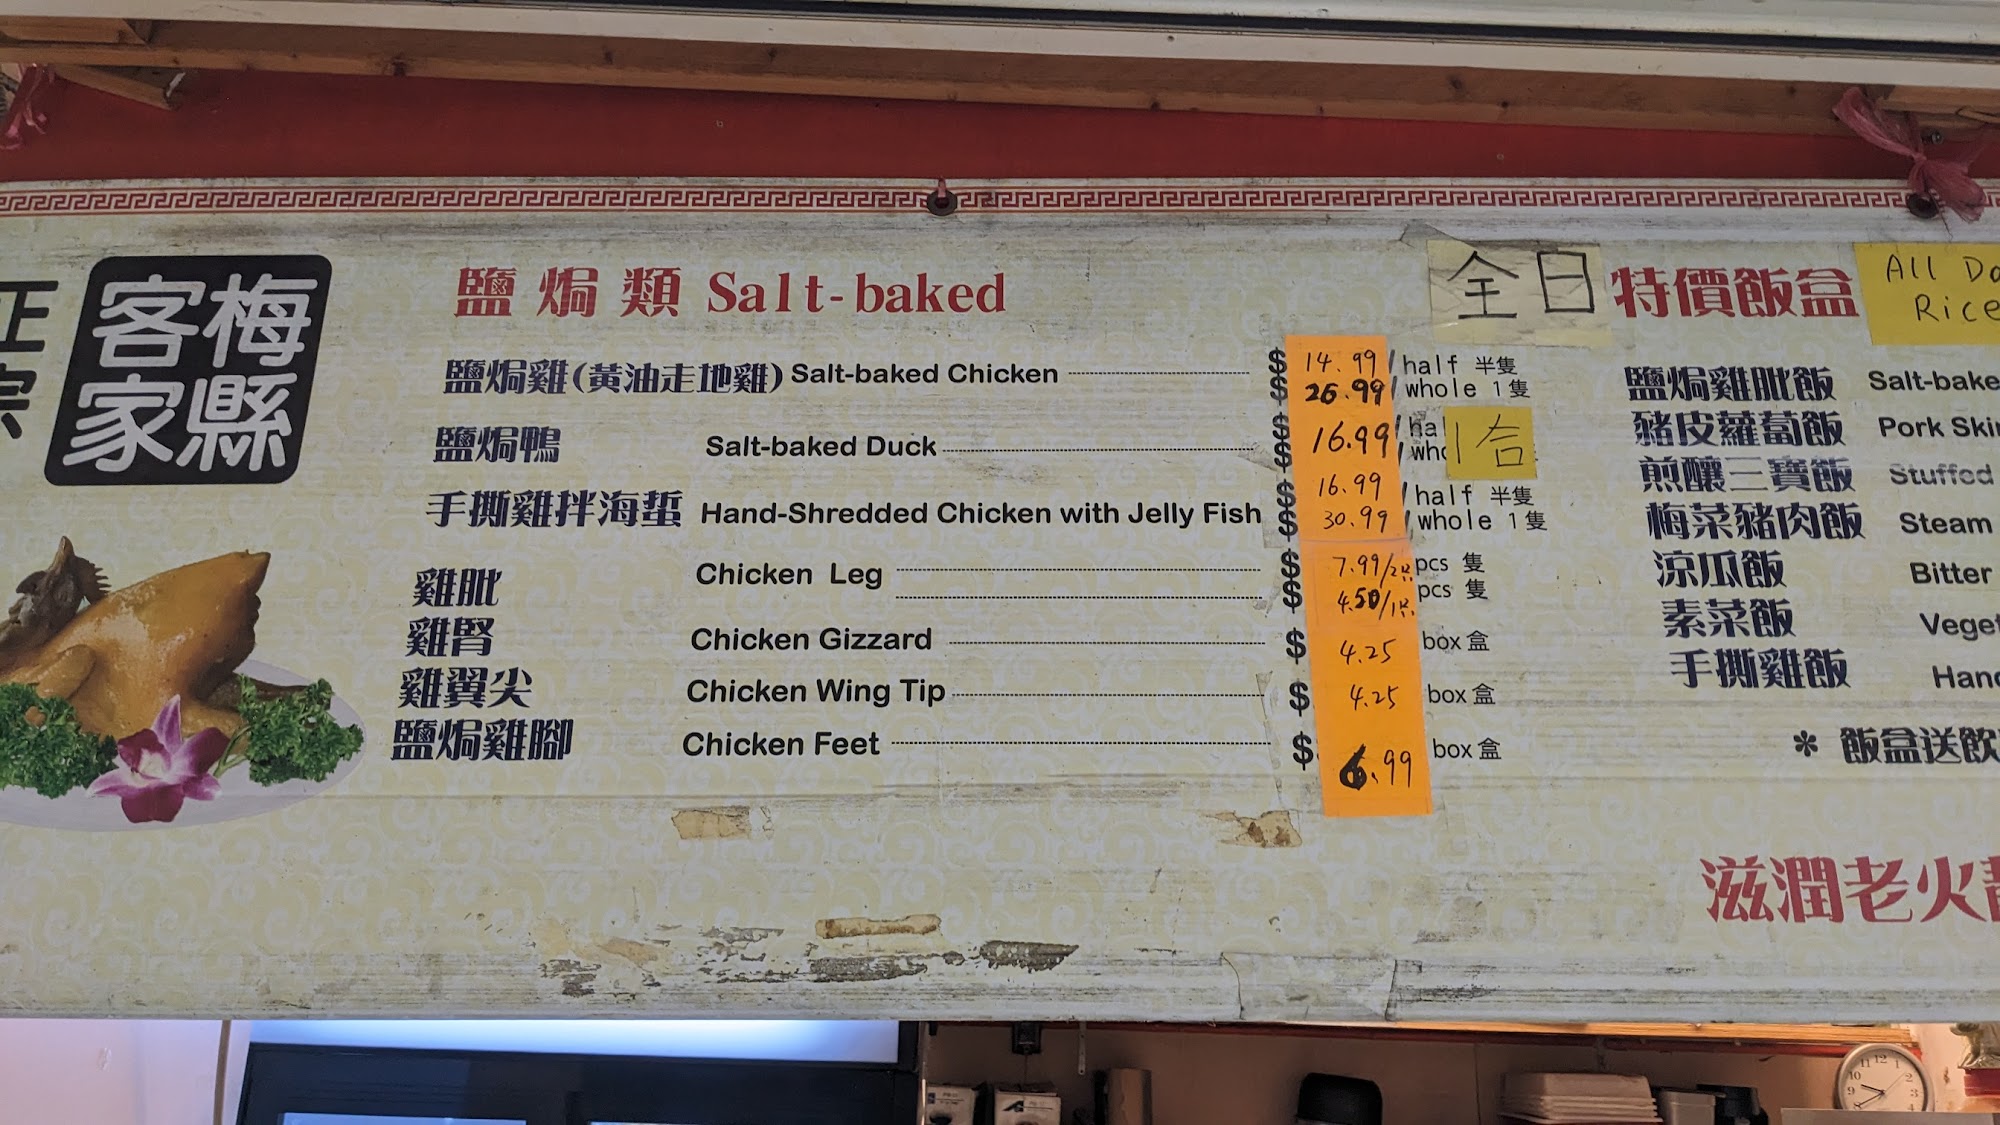 正宗
梅縣
客家
鹽焗類 Salt-baked
鹽焗雞(黃油走地雞) Salt-baked Chicken $ 14.99 / half 半隻
$ 26.99 / whole 1隻
鹽焗鴨 Salt-baked Duck $ 16.99 / 1合
手撕雞拌海蜇 Hand-Shredded Chicken with Jelly Fish $ 16.99 / half 半隻
$ 30.99 / whole 1隻
雞肶 Chicken Leg $ 7.99/2只 pcs 隻
$ 4.50/1只 pcs 隻
雞腎 Chicken Gizzard $ 4.25 box 盒
雞翼尖 Chicken Wing Tip $ 4.25 box 盒
鹽焗雞腳 Chicken Feet $ 6.99 box 盒
全日特價飯盒 All Da
Rice
鹽焗雞肶飯 Salt-bake
豬皮蘿蔔飯 Pork Skin
煎釀三寶飯 Stuffed
梅菜豬肉飯 Steam
涼瓜飯 Bitter
素菜飯 Veget
手撕雞飯 Hand
* 飯盒送飲
滋潤老火